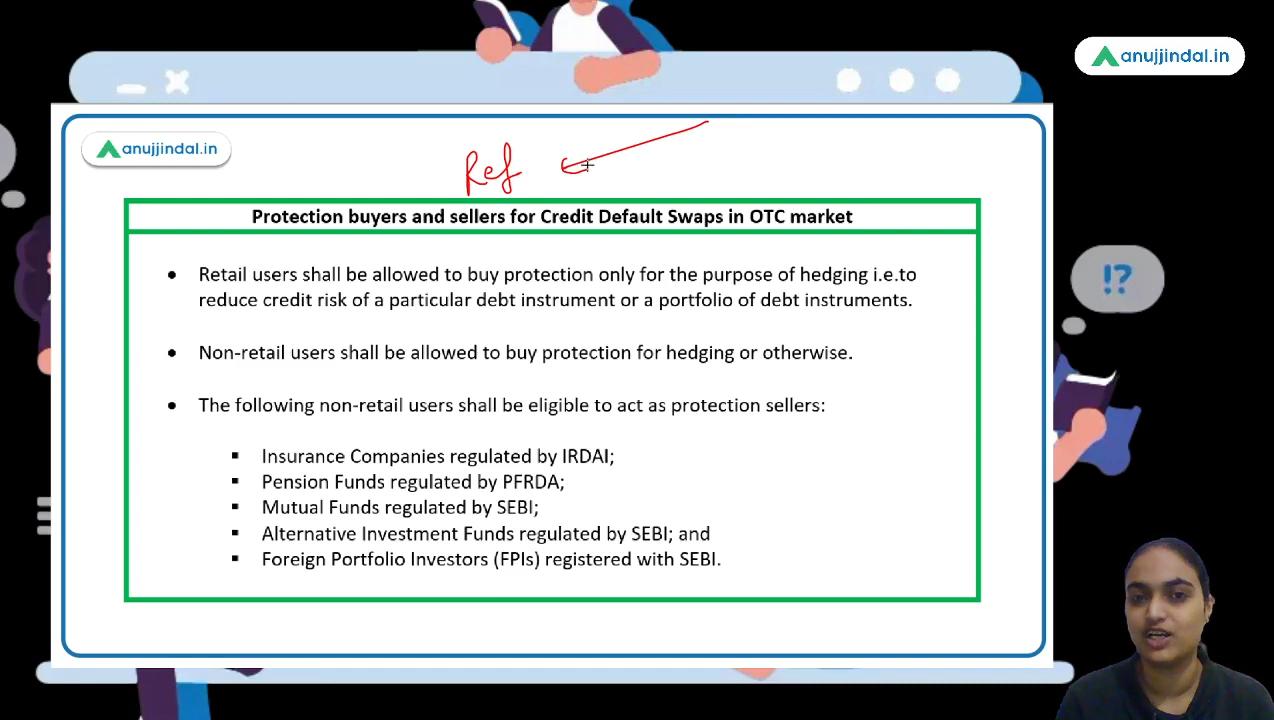 anujjindal.in
anujjindal.in
Ref
Protection buyers and sellers for Credit Default Swaps in OTC market
• Retail users shall be allowed to buy protection only for the purpose of hedging i.e.to
reduce credit risk of a particular debt instrument or a portfolio of debt instruments.
• Non-retail users shall be allowed to buy protection for hedging or otherwise.
• The following non-retail users shall be eligible to act as protection sellers:
▪ Insurance Companies regulated by IRDAI;
▪ Pension Funds regulated by PFRDA;
▪ Mutual Funds regulated by SEBI;
▪ Alternative Investment Funds regulated by SEBI; and
▪ Foreign Portfolio Investors (FPIs) registered with SEBI.
!?